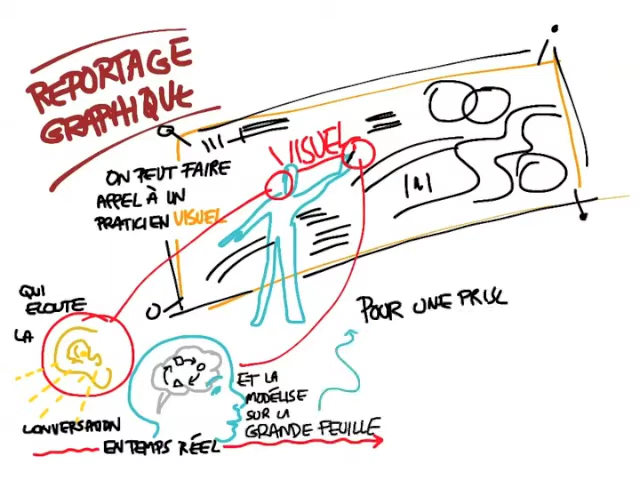 REPORTAGE
GRAPHIQUE
VISUEL
ON PEUT FAIRE
APPEL À UN
PRATICIEN VISUEL
QUI
ECOUTE
LA
CONVERSATION
EN TEMPS RÉEL
ET LA
MODÉLISE
SUR LA
GRANDE FEUILLE
POUR UNE PRISE